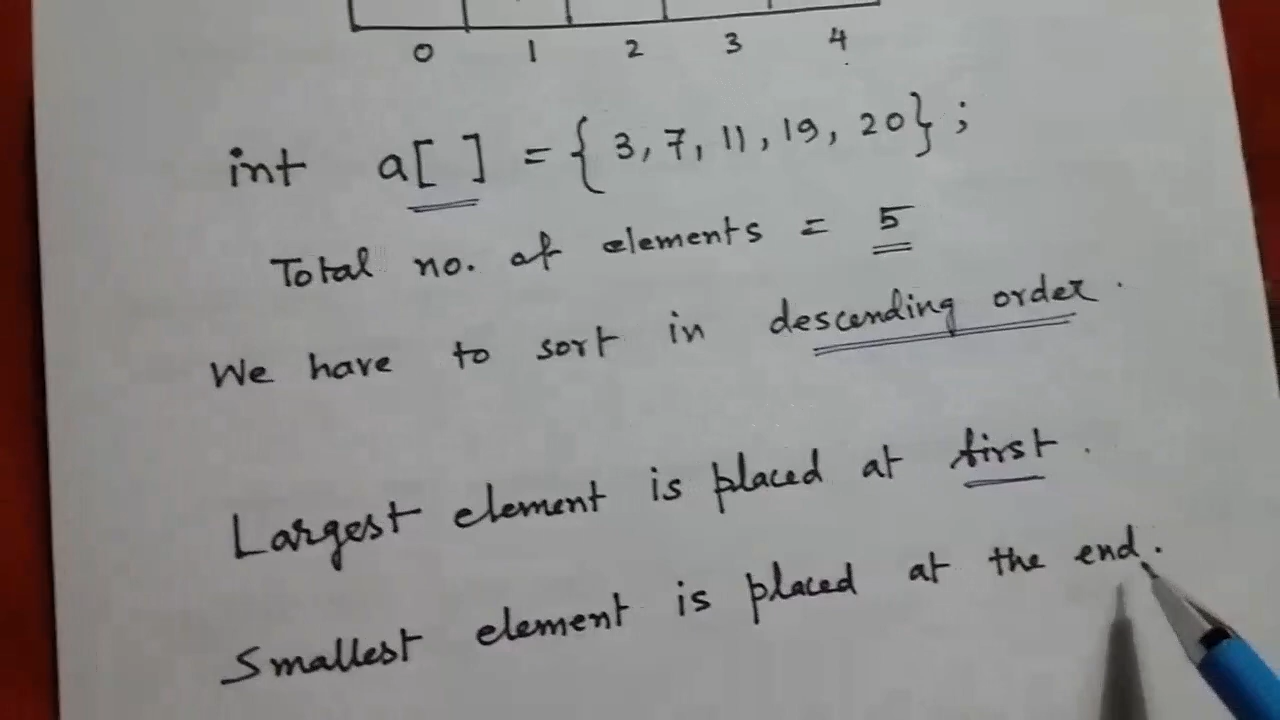 0 1 2 3 4
int a[ ] = { 3, 7, 11, 19, 20} ;
Total no. of elements = 5
We have to sort in descending order.
Largest element is placed at first.
Smallest element is placed at the end.